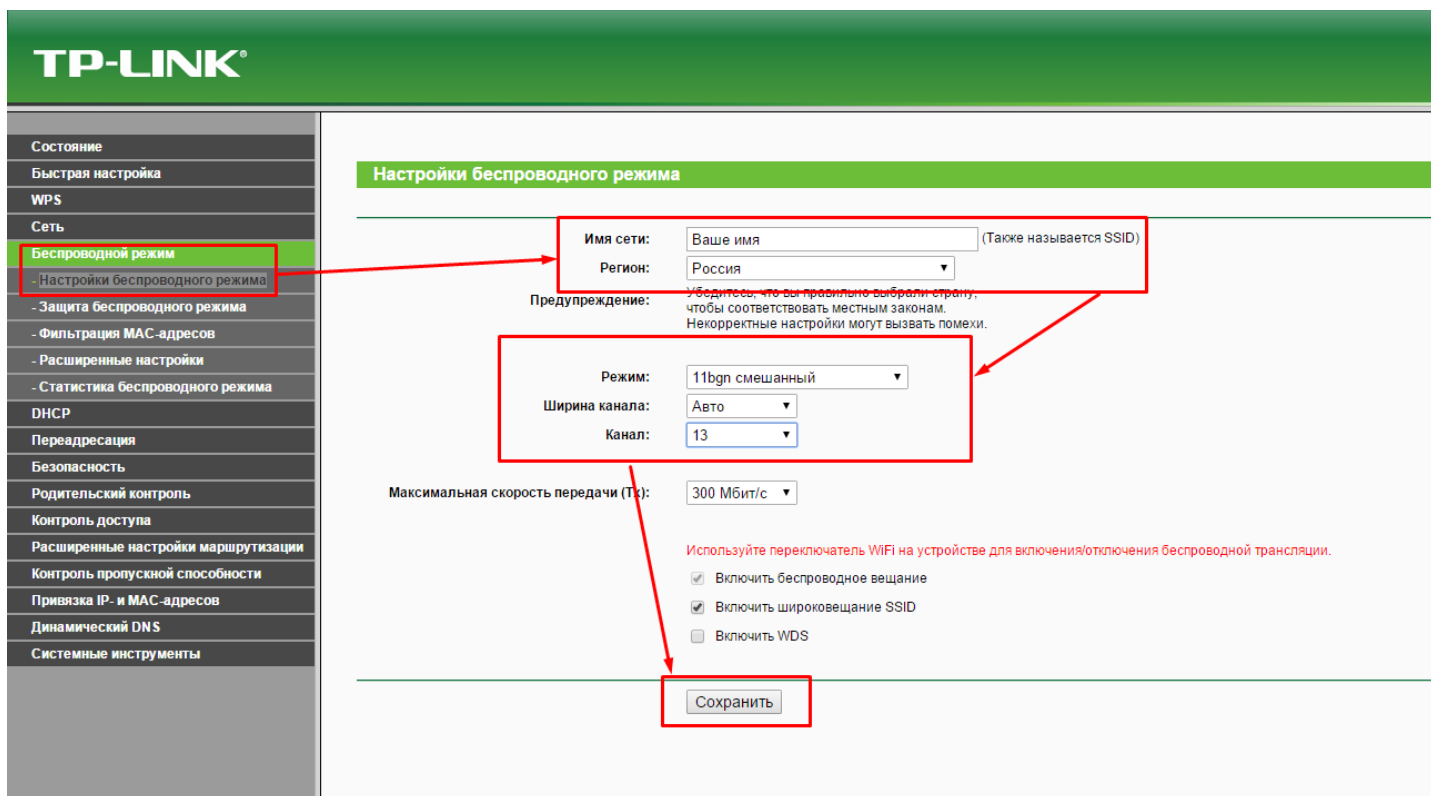 TP-LINK®
Состояние
Быстрая настройка
WPS
Сеть
Беспроводной режим
- Настройки беспроводного режима
- Защита беспроводного режима
- Фильтрация MAC-адресов
- Расширенные настройки
- Статистика беспроводного режима
DHCP
Переадресация
Безопасность
Родительский контроль
Контроль доступа
Расширенные настройки маршрутизации
Контроль пропускной способности
Привязка IP- и MAC-адресов
Динамический DNS
Системные инструменты
Настройки беспроводного режима
Имя сети: Ваше имя (Также называется SSID)
Регион: Россия
Предупреждение: Убедитесь, что вы правильно выбрали страну,
чтобы соответствовать местным законам.
Некорректные настройки могут вызвать помехи.
Режим: 11bgn смешанный
Ширина канала: Авто
Канал: 13
Максимальная скорость передачи (Tx): 300 Мбит/с
Используйте переключатель WiFi на устройстве для включения/отключения беспроводной трансляции.
Включить беспроводное вещание
Включить широковещание SSID
Включить WDS
Сохранить